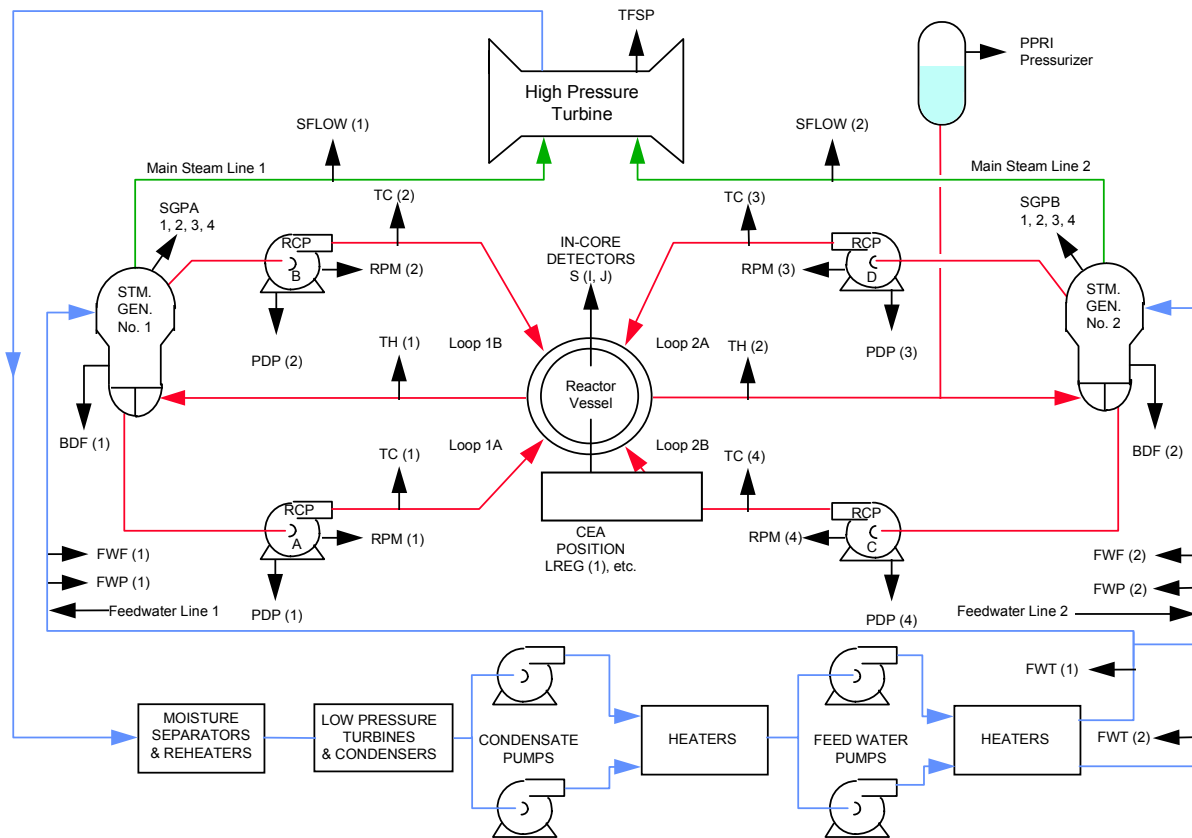 TFSP
PPRI
Pressurizer
High Pressure
Turbine
SFLOW (1)
SFLOW (2)
Main Steam Line 1
Main Steam Line 2
SGPA
1, 2, 3, 4
TC (2)
TC (3)
SGPB
1, 2, 3, 4
IN-CORE
DETECTORS
S (I, J)
RCP
B
RPM (2)
RPM (3)
RCP
D
STM.
GEN.
No. 1
STM.
GEN.
No. 2
PDP (2)
Loop 1B
Loop 2A
PDP (3)
TH (1)
TH (2)
Reactor
Vessel
BDF (1)
BDF (2)
Loop 1A
Loop 2B
TC (1)
TC (4)
RCP
A
RPM (1)
CEA
POSITION
LREG (1), etc.
RPM (4)
RCP
C
FWF (1)
FWF (2)
FWP (1)
FWP (2)
Feedwater Line 1
PDP (1)
PDP (4)
Feedwater Line 2
FWT (1)
MOISTURE
SEPARATORS
& REHEATERS
LOW PRESSURE
TURBINES
& CONDENSERS
CONDENSATE
PUMPS
HEATERS
FEED WATER
PUMPS
HEATERS
FWT (2)